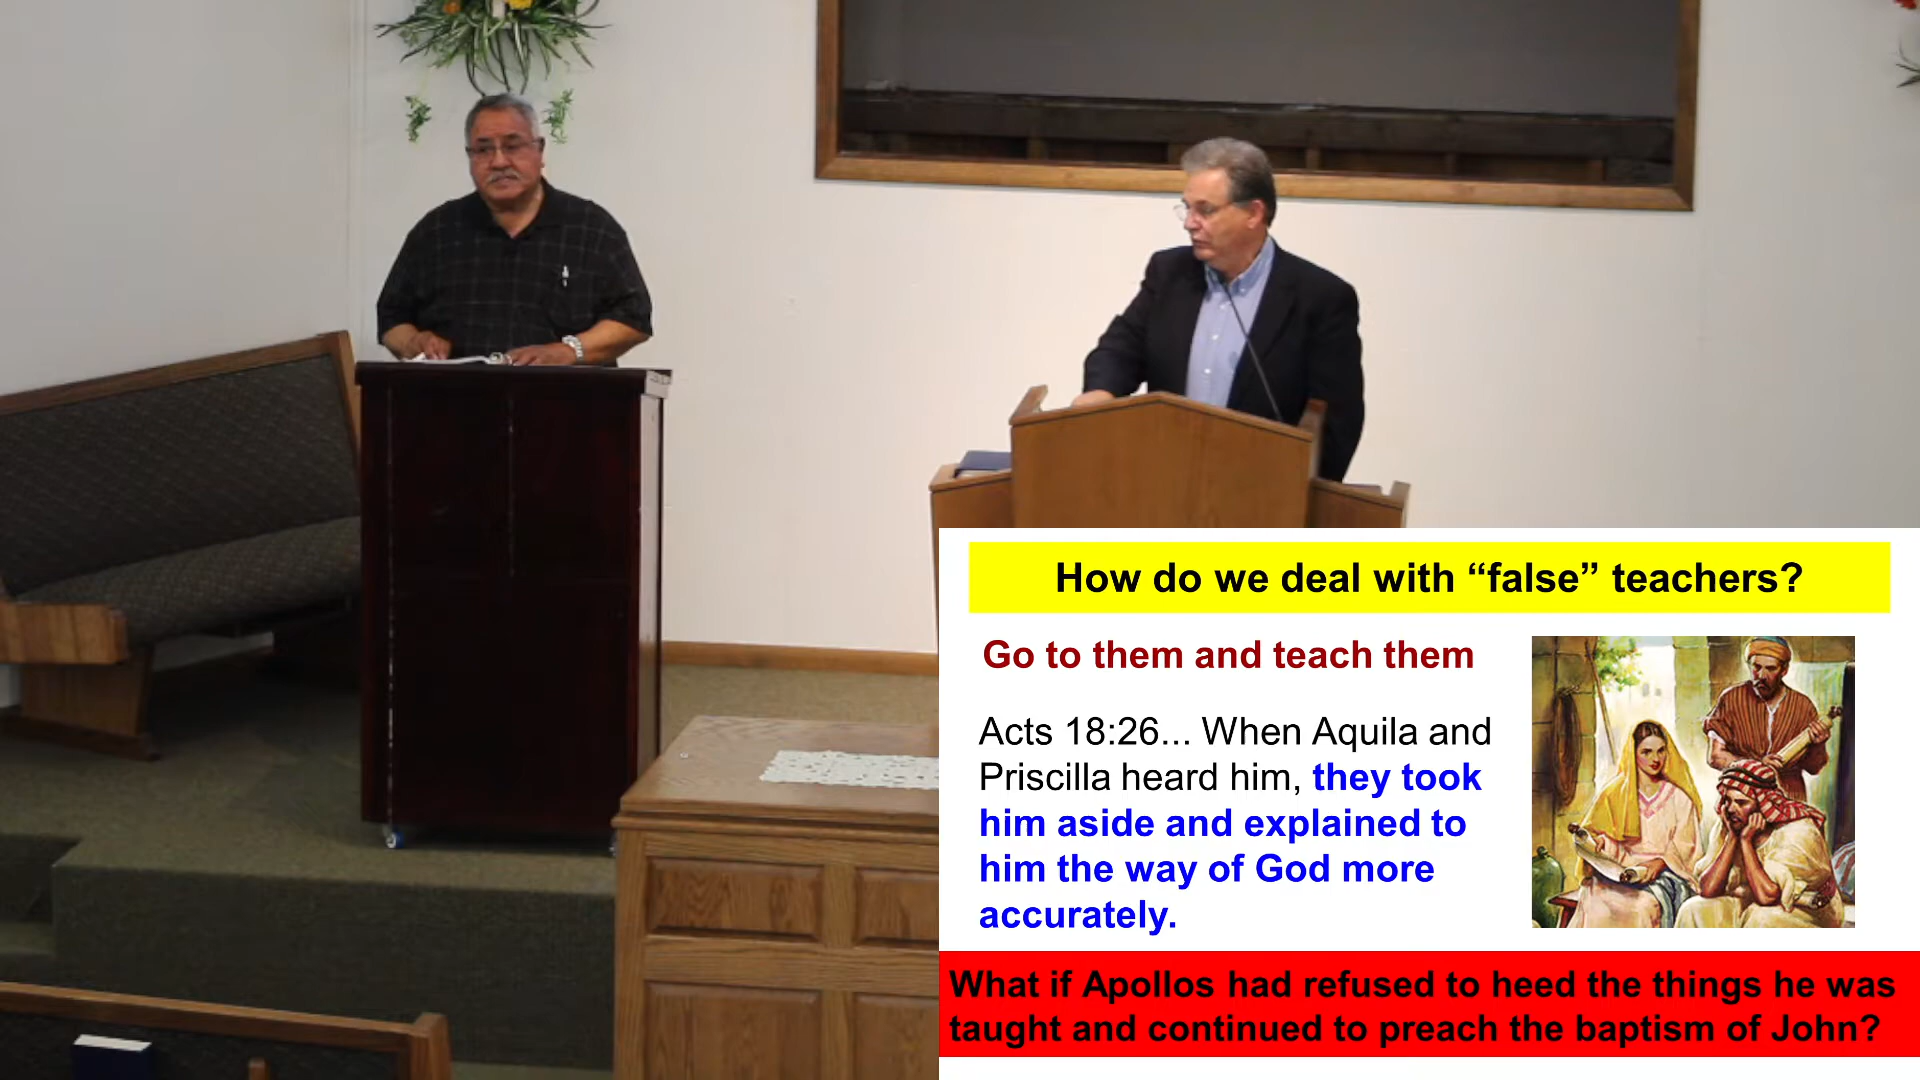 How do we deal with “false” teachers?
Go to them and teach them
Acts 18:26... When Aquila and
Priscilla heard him, they took
him aside and explained to
him the way of God more
accurately.
What if Apollos had refused to heed the things he was
taught and continued to preach the baptism of John?